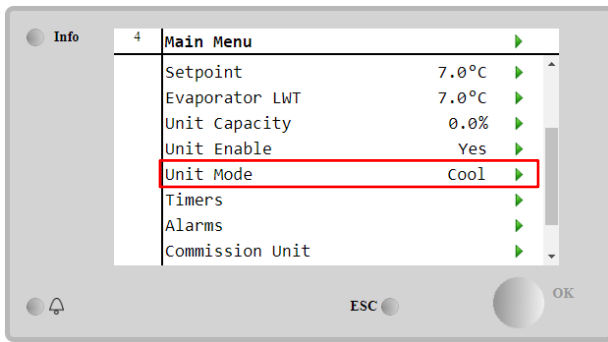 Info
4 Main Menu
Setpoint 7.0°C
Evaporator LWT 7.0°C
Unit Capacity 0.0%
Unit Enable Yes
Unit Mode Cool
Timers
Alarms
Commission Unit
ESC
OK